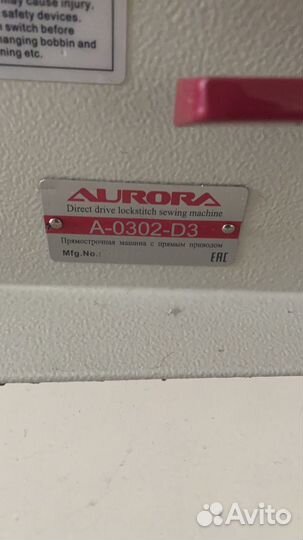 may cause injury.
safety devices.
switch before
changing bobbin and
ning etc.
AURORA
Direct drive lockstitch sewing machine
A-0302-D3
Прямострочная машина с прямым приводом
Mfg.No.:
EAC
Avito